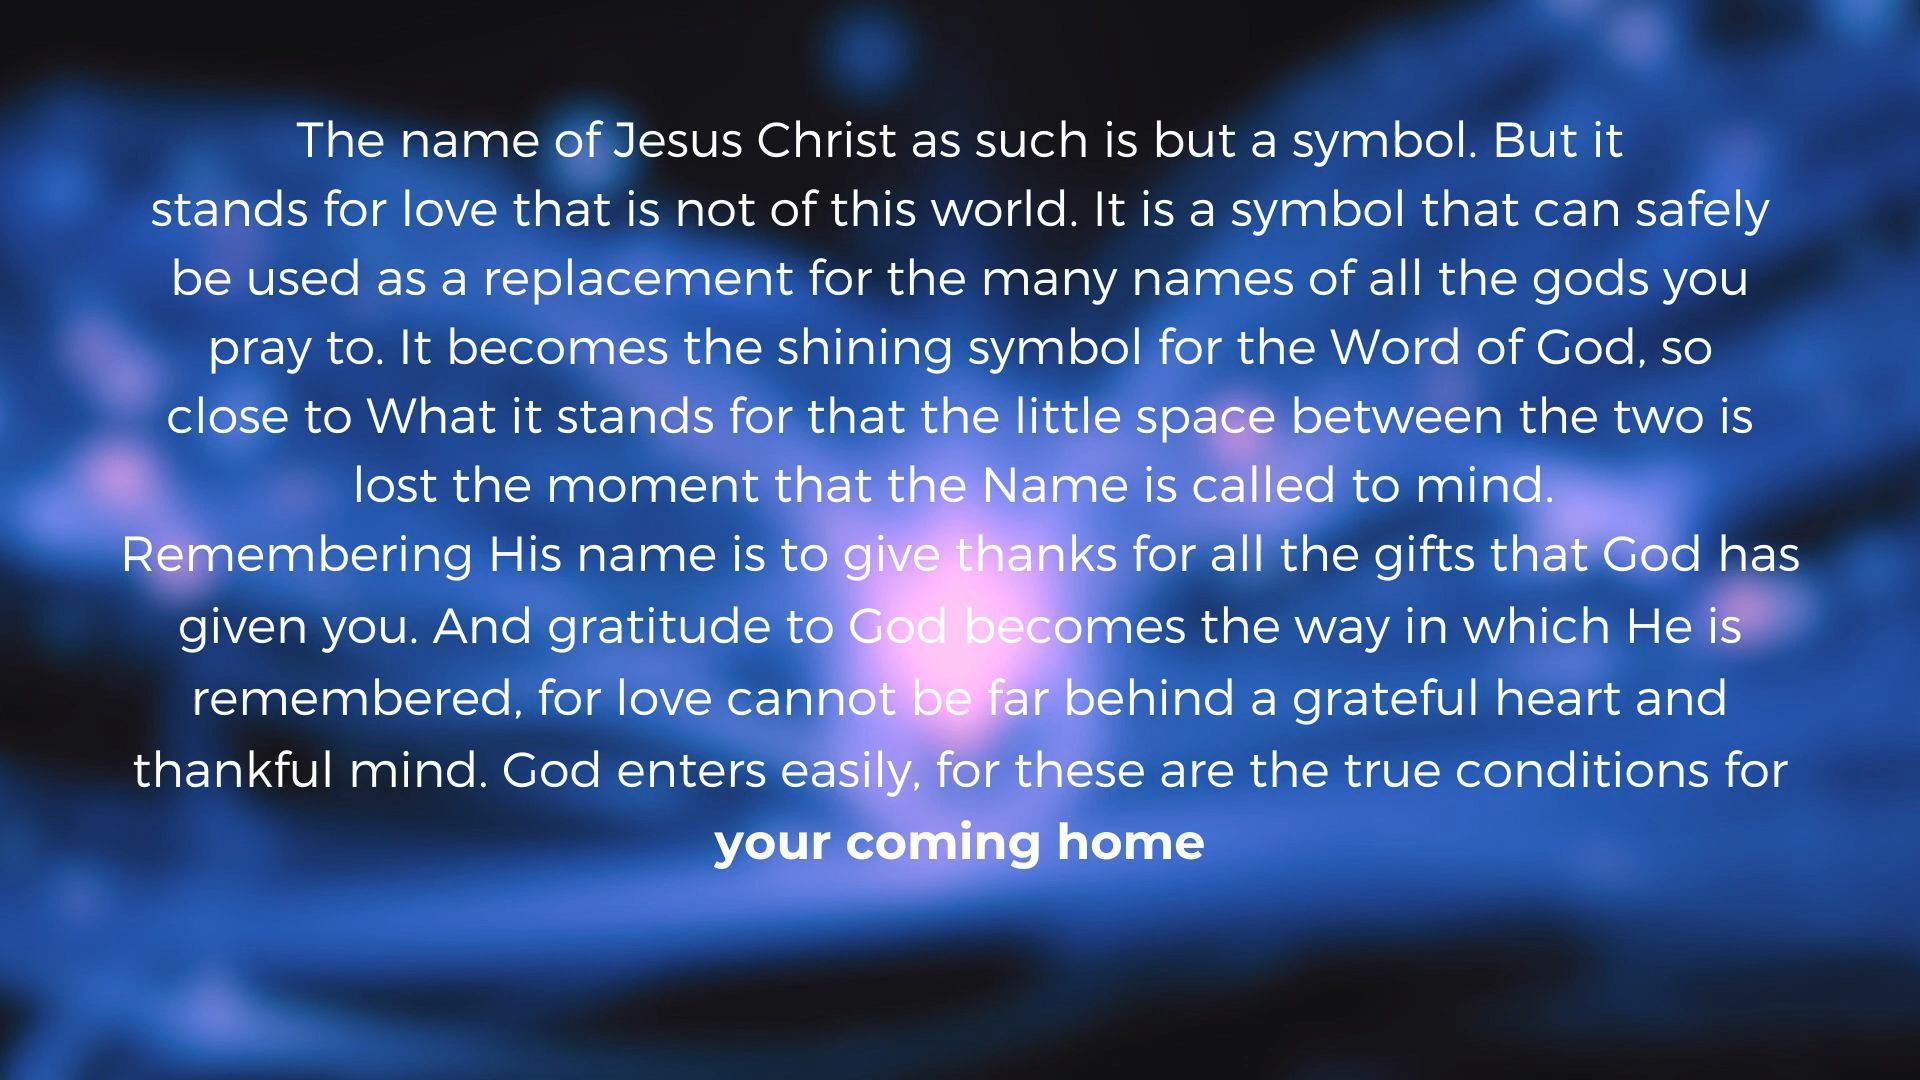 The name of Jesus Christ as such is but a symbol. But it
stands for love that is not of this world. It is a symbol that can safely
be used as a replacement for the many names of all the gods you
pray to. It becomes the shining symbol for the Word of God, so
close to What it stands for that the little space between the two is
lost the moment that the Name is called to mind.
Remembering His name is to give thanks for all the gifts that God has
given you. And gratitude to God becomes the way in which He is
remembered, for love cannot be far behind a grateful heart and
thankful mind. God enters easily, for these are the true conditions for
your coming home